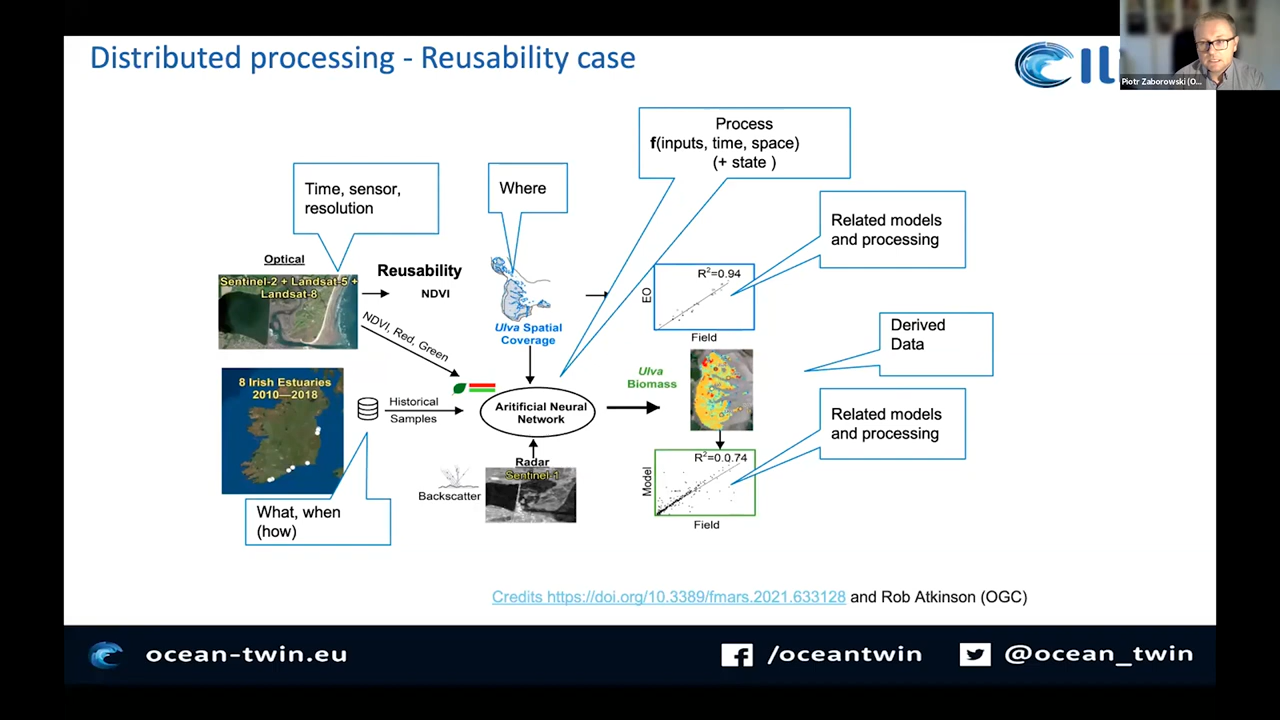 Distributed processing - Reusability case
Piotr Zaborowski (O...
Process
f(inputs, time, space)
(+ state )
Time, sensor,
resolution
Where
Related models
and processing
Optical
Sentinel-2 + Landsat-5 +
Landsat-8
Reusability
NDVI
NDVI, Red, Green
Ulva Spatial
Coverage
R²=0.94
EO
Field
Derived
Data
8 Irish Estuaries
2010—2018
Historical
Samples
Aritificial Neural
Network
Ulva
Biomass
Related models
and processing
Radar
Sentinel-1
Backscatter
R²=0.0.74
Model
Field
What, when
(how)
Credits https://doi.org/10.3389/fmars.2021.633128 and Rob Atkinson (OGC)
ocean-twin.eu
/oceantwin
@ocean_twin